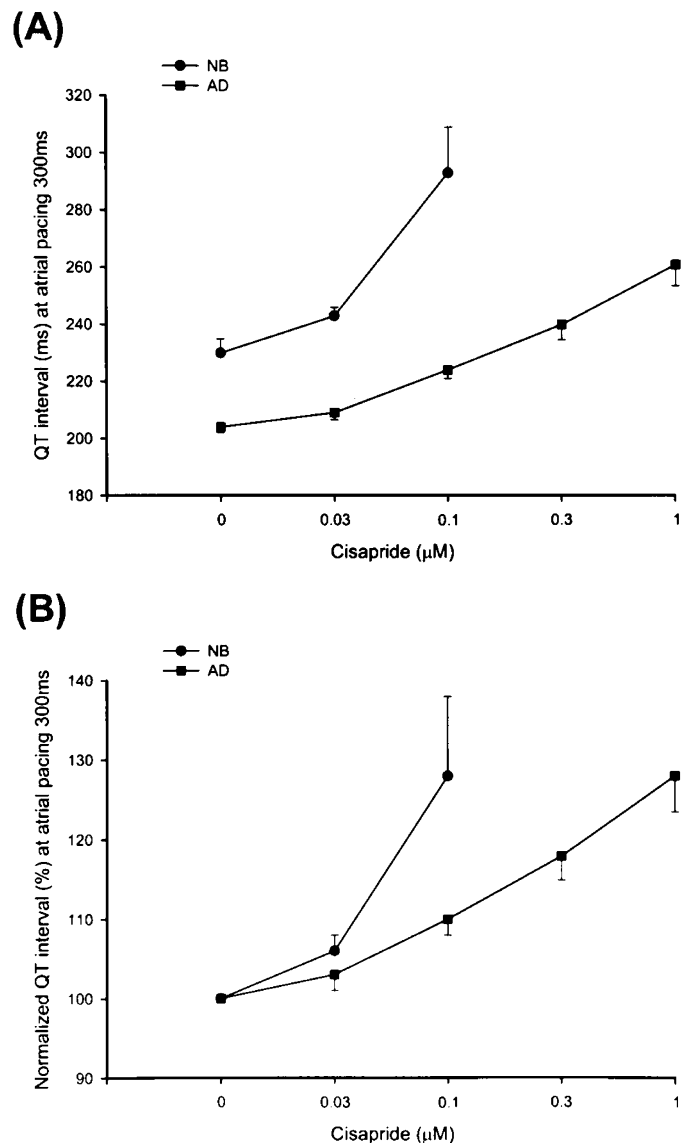 (A)
NB
AD
QT interval (ms) at atrial pacing 300ms
320
300
280
260
240
220
200
180
0 0.03 0.1 0.3 1
Cisapride (μM)
(B)
NB
AD
Normalized QT interval (%) at atrial pacing 300ms
140
130
120
110
100
90
0 0.03 0.1 0.3 1
Cisapride (μM)